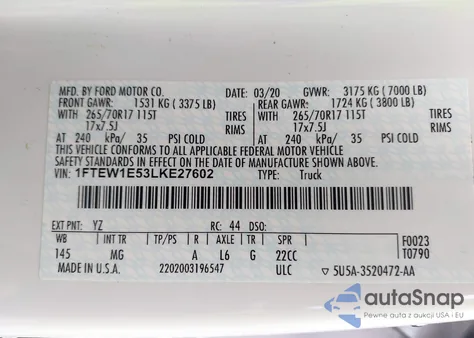 MFD. BY FORD MOTOR CO. DATE: 03/20 GVWR: 3175 KG ( 7000 LB)
FRONT GAWR: 1531 KG ( 3375 LB) REAR GAWR: 1724 KG ( 3800 LB)
WITH 265/70R17 115T TIRES WITH 265/70R17 115T TIRES
17x7.5J RIMS 17x7.5J RIMS
AT 240 kPa/ 35 PSI COLD AT 240 kPa/ 35 PSI COLD
THIS VEHICLE CONFORMS TO ALL APPLICABLE FEDERAL MOTOR VEHICLE
SAFETY STANDARDS IN EFFECT ON THE DATE OF MANUFACTURE SHOWN ABOVE.
VIN: 1FTEW1E53LKE27602 TYPE: Truck
EXT PNT: YZ RC: 44 DSO: F0023
WB INT TR TP/PS R AXLE TR SPR T0790
145 MG A L6 G 22CC
MADE IN U.S.A. 2202003196547 ULC 5U5A-3520472-AA
autaSnap
Pewne auta z USA i EU